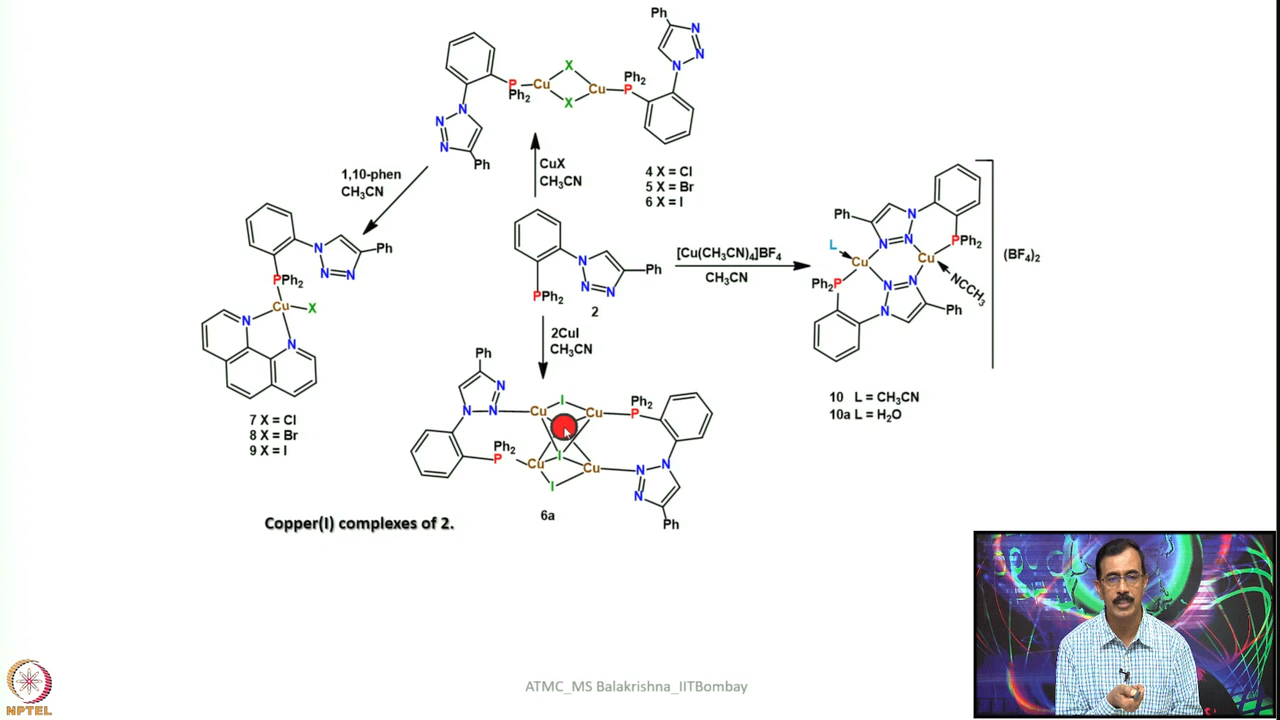 Ph
N
N
N
X
Cu
Cu
X
P
Ph2
Ph2
P
N
N
N
Ph
1,10-phen
CH3CN
CuX
CH3CN
4 X = Cl
5 X = Br
6 X = I
N
N
N
Ph
PPh2
Cu
X
N
N
7 X = Cl
8 X = Br
9 X = I
N
N
N
Ph
PPh2
2
[Cu(CH3CN)4]BF4
CH3CN
Ph
N
N
N
L
Cu
Cu
PPh2
Ph2P
N
N
N
NCCH3
Ph
(BF4)2
10 L = CH3CN
10a L = H2O
2CuI
CH3CN
Ph
N
N
N
Cu
I
Cu
Ph2
P
Ph2
P
Cu
I
Cu
I
N
N
N
Ph
6a
Copper(I) complexes of 2.
ATMC_MS Balakrishna_IITBombay
NPTEL